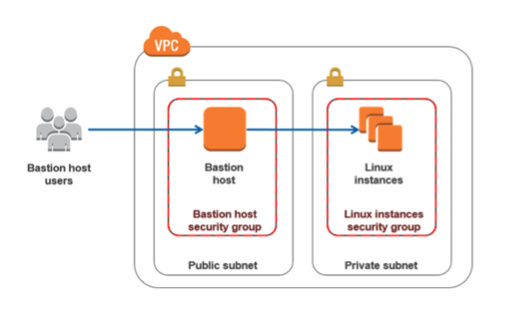 VPC
Bastion host
users
Bastion
host
Linux
instances
Bastion host
security group
Linux instances
security group
Public subnet
Private subnet